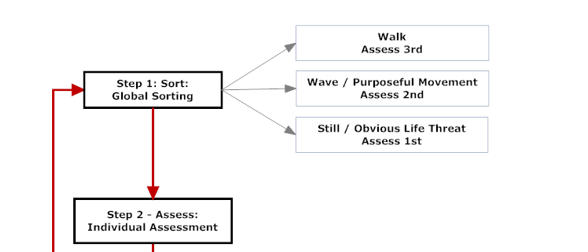 Walk
Assess 3rd
Step 1: Sort:
Global Sorting
Wave / Purposeful Movement
Assess 2nd
Still / Obvious Life Threat
Assess 1st
Step 2 - Assess:
Individual Assessment